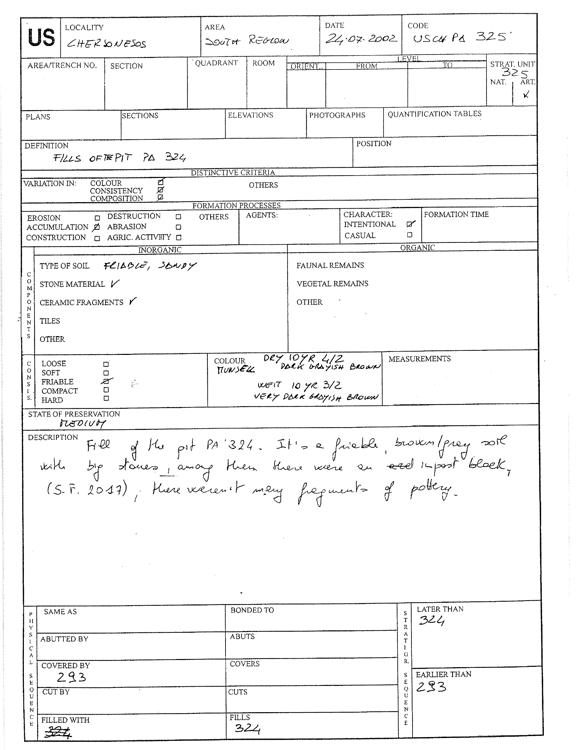 US
LOCALITY
CHERSONESOS
AREA
SOUTH REGION
DATE
24.07.2002
CODE
USCH PA 325
AREA/TRENCH NO.
SECTION
QUADRANT
ROOM
LEVEL
ORIENT.
FROM
TO
STRAT. UNIT
325
NAT. ART.
✓
PLANS
SECTIONS
ELEVATIONS
PHOTOGRAPHS
QUANTIFICATION TABLES
DEFINITION
FILLS OF THE PIT PA 324
POSITION
DISTINCTIVE CRITERIA
VARIATION IN: COLOUR ☑
CONSISTENCY ☑
COMPOSITION ☑
OTHERS
FORMATION PROCESSES
EROSION ☐ DESTRUCTION ☐ OTHERS
ACCUMULATION ☑ ABRASION ☐
CONSTRUCTION ☐ AGRIC. ACTIVITY ☐
AGENTS:
CHARACTER:
INTENTIONAL ☑
CASUAL ☐
FORMATION TIME
COMPONENTS
INORGANIC
TYPE OF SOIL FRIABLE, SANDY
STONE MATERIAL ✓
CERAMIC FRAGMENTS ✓
TILES
OTHER
ORGANIC
FAUNAL REMAINS
VEGETAL REMAINS
OTHER
CONSIS.
LOOSE ☐
SOFT ☐
FRIABLE ☑
COMPACT ☐
HARD ☐
COLOUR DRY 10YR 4/2
MUNSELL DARK GRAYISH BROWN
WEIT 10 YR 3/2
VERY DARK GRAYISH BROWN
MEASUREMENTS
STATE OF PRESERVATION
MEDIUM
DESCRIPTION Fill of the pit PA 324. It's a friable, brown/gray soil
with big stones, among them there were an impost block,
(S.F. 2017), there weren't many fragments of pottery.
PHYSICAL SEQUENCE
SAME AS
BONDED TO
ABUTTED BY
ABUTS
COVERED BY
293
COVERS
CUT BY
CUTS
FILLED WITH
324
FILLS
324
STRATIGR. SEQUENCE
LATER THAN
324
EARLIER THAN
293